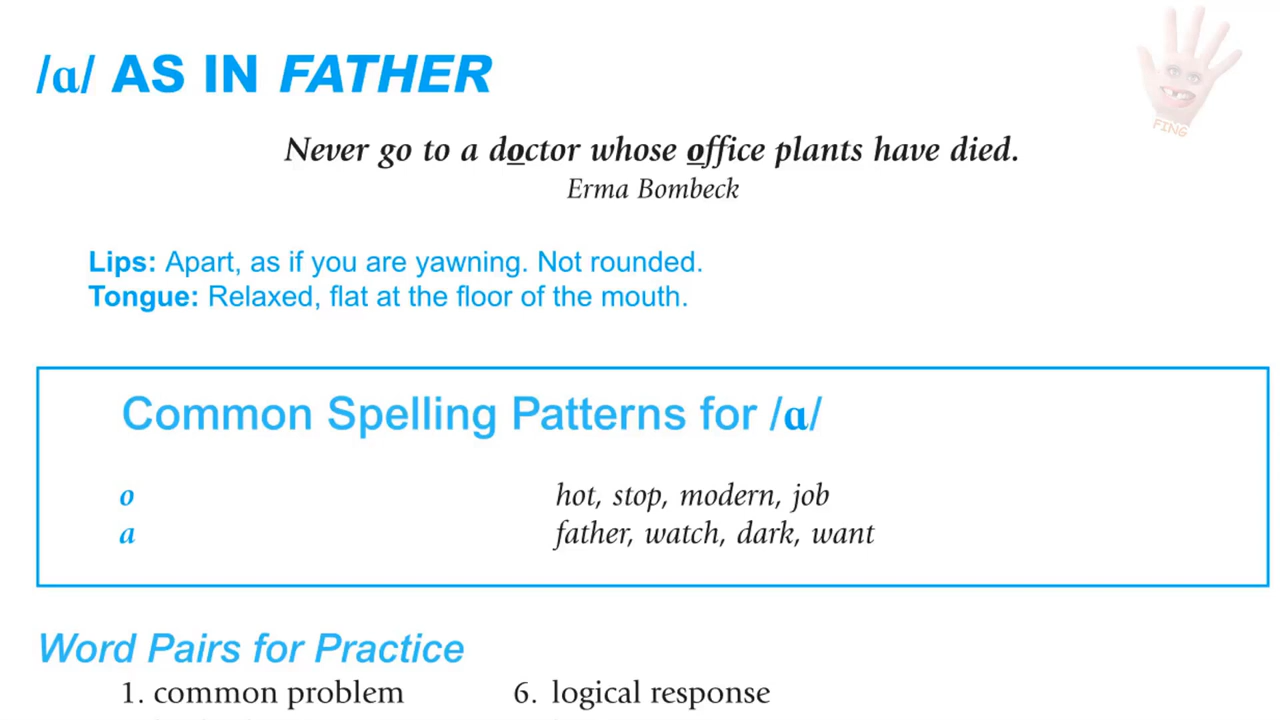 /ɑ/ AS IN FATHER
FING
Never go to a doctor whose office plants have died.
Erma Bombeck
Lips: Apart, as if you are yawning. Not rounded.
Tongue: Relaxed, flat at the floor of the mouth.
Common Spelling Patterns for /ɑ/
o hot, stop, modern, job
a father, watch, dark, want
Word Pairs for Practice
1. common problem 6. logical response